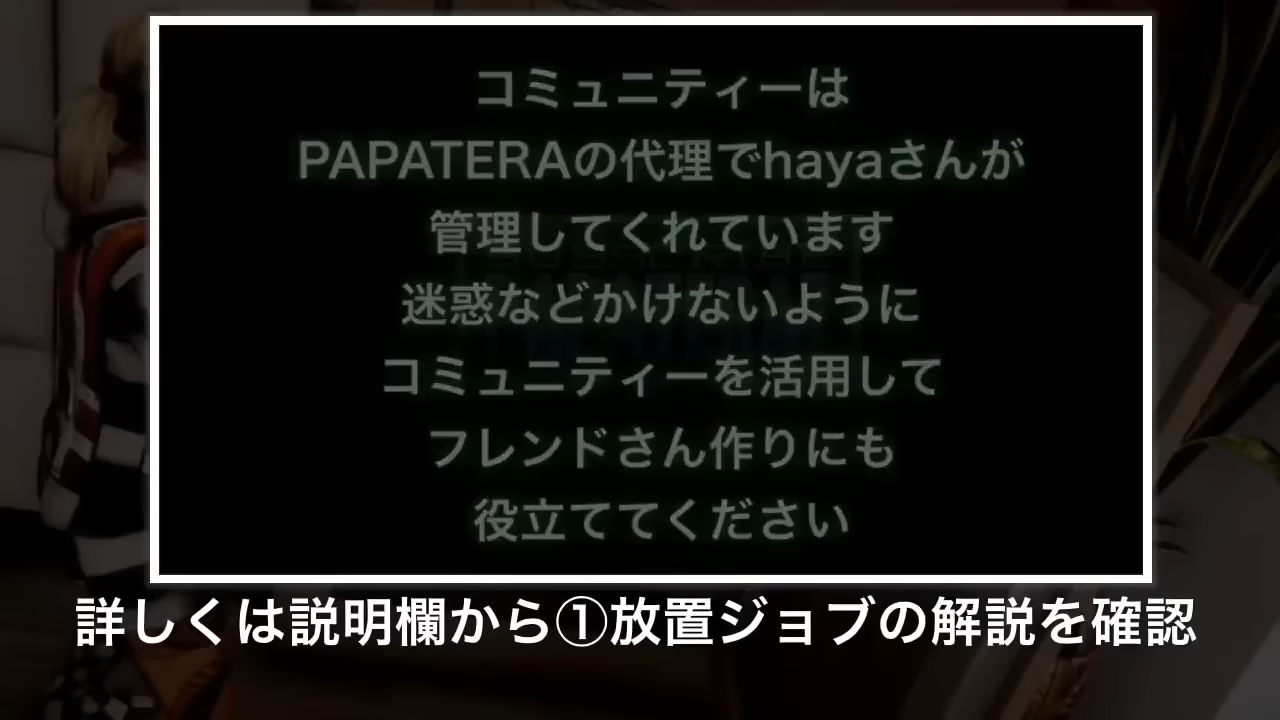 コミュニティーは
PAPATERAの代理でhayaさんが
管理してくれています
迷惑などかけないように
コミュニティーを活用して
フレンドさん作りにも
役立ててください
詳しくは説明欄から①放置ジョブの解説を確認